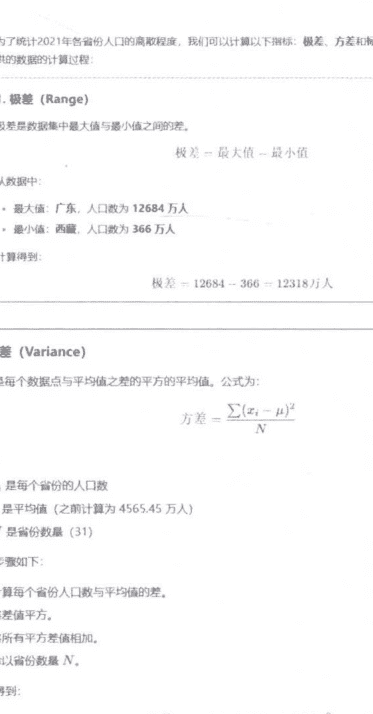 为了统计2021年各省份人口的离散程度，我们可以计算以下指标：极差、方差和
供的数据的计算过程：
1. 极差（Range）
极差是数据集中最大值与最小值之间的差。
极差 = 最大值 − 最小值
从数据中：
• 最大值：广东，人口数为 12684 万人
• 最小值：西藏，人口数为 366 万人
计算得到：
极差 = 12684 − 366 = 12318万人
差（Variance）
是每个数据点与平均值之差的平方的平均值。公式为：
方差 = ∑(xᵢ − μ)² / N
是每个省份的人口数
是平均值（之前计算为 4565.45 万人）
是省份数量（31）
步骤如下：
算每个省份人口数与平均值的差。
差值平方。
所有平方差值相加。
以省份数量 N。
得到：